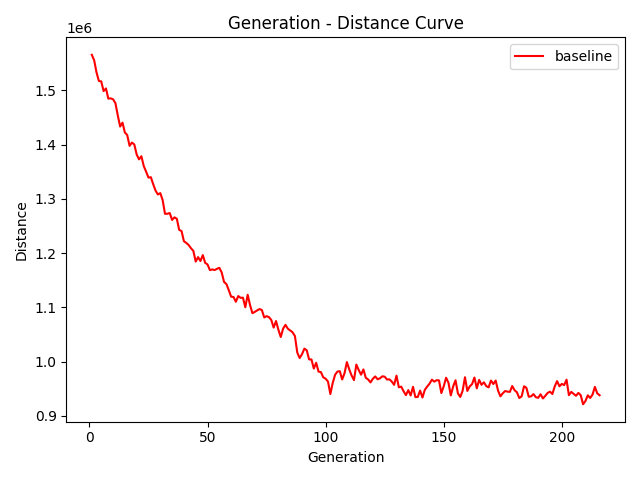 Generation - Distance Curve
1e6
baseline
1.5
1.4
1.3
1.2
1.1
1.0
0.9
Distance
0 50 100 150 200
Generation